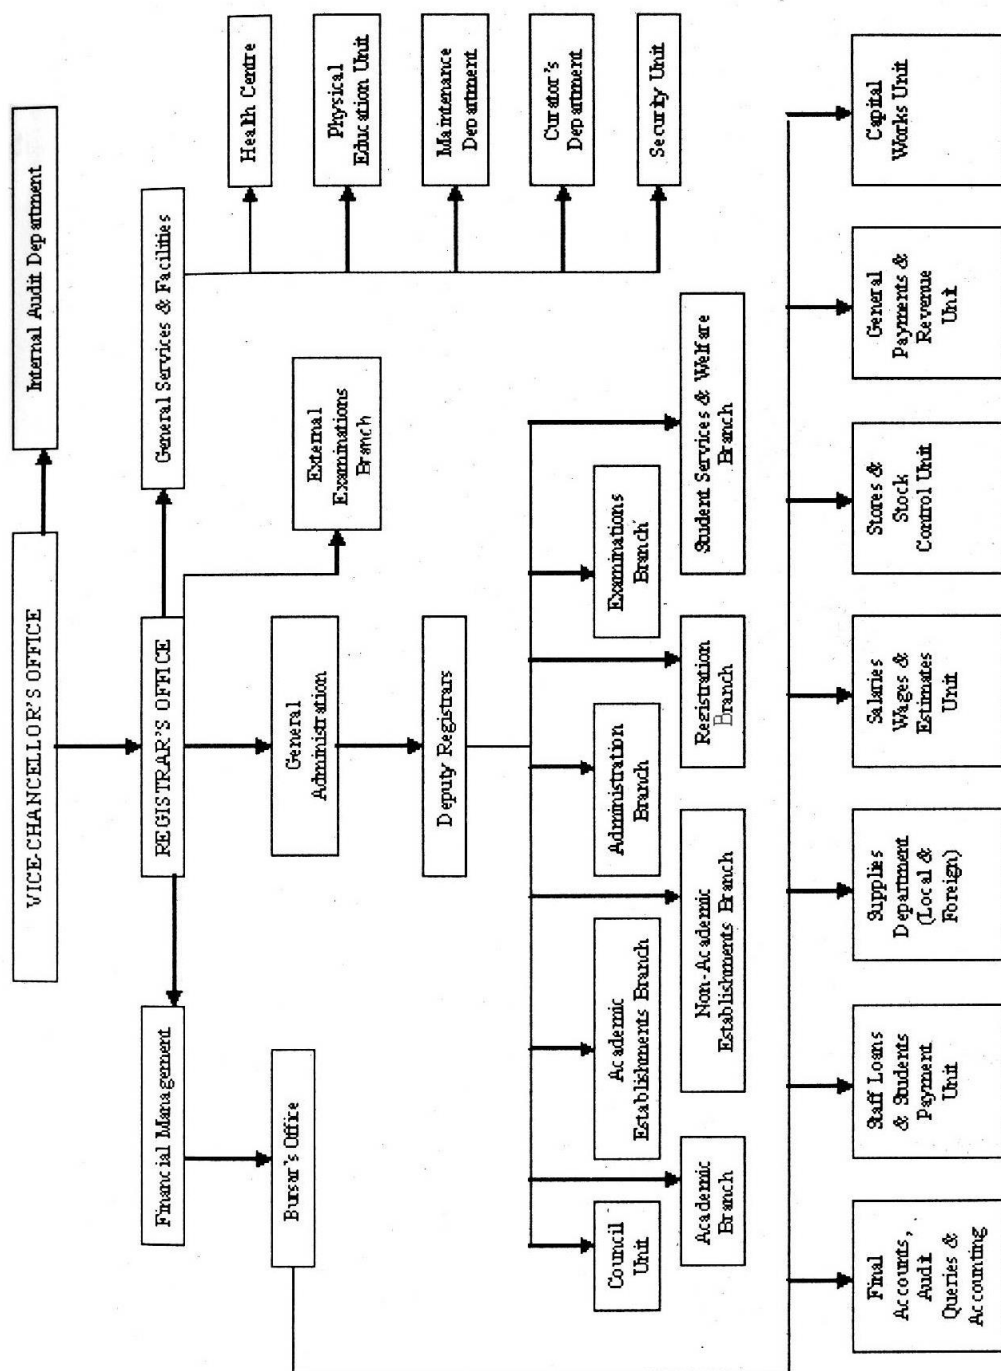 VICE-CHANCELLOR'S OFFICE
Internal Audit Department
Financial Management
REGISTRAR'S OFFICE
General Services & Facilities
Bursar's Office
General
Administration
External
Examinations
Branch
Health Centre
Physical
Education Unit
Maintenance
Department
Curator's
Department
Security Unit
Deputy Registrars
Council
Unit
Academic
Establishments Branch
Administration
Branch
Examinations
Branch
Academic
Branch
Non-Academic
Establishments Branch
Registration
Branch
Student Services & Welfare
Branch
Final
Accounts,
Audit
Queries &
Accounting
Staff Loans
& Students
Payment
Unit
Supplies
Department
(Local &
Foreign)
Salaries
Wages &
Estimates
Unit
Stores &
Stock
Control Unit
General
Payments &
Revenue
Unit
Capital
Works Unit